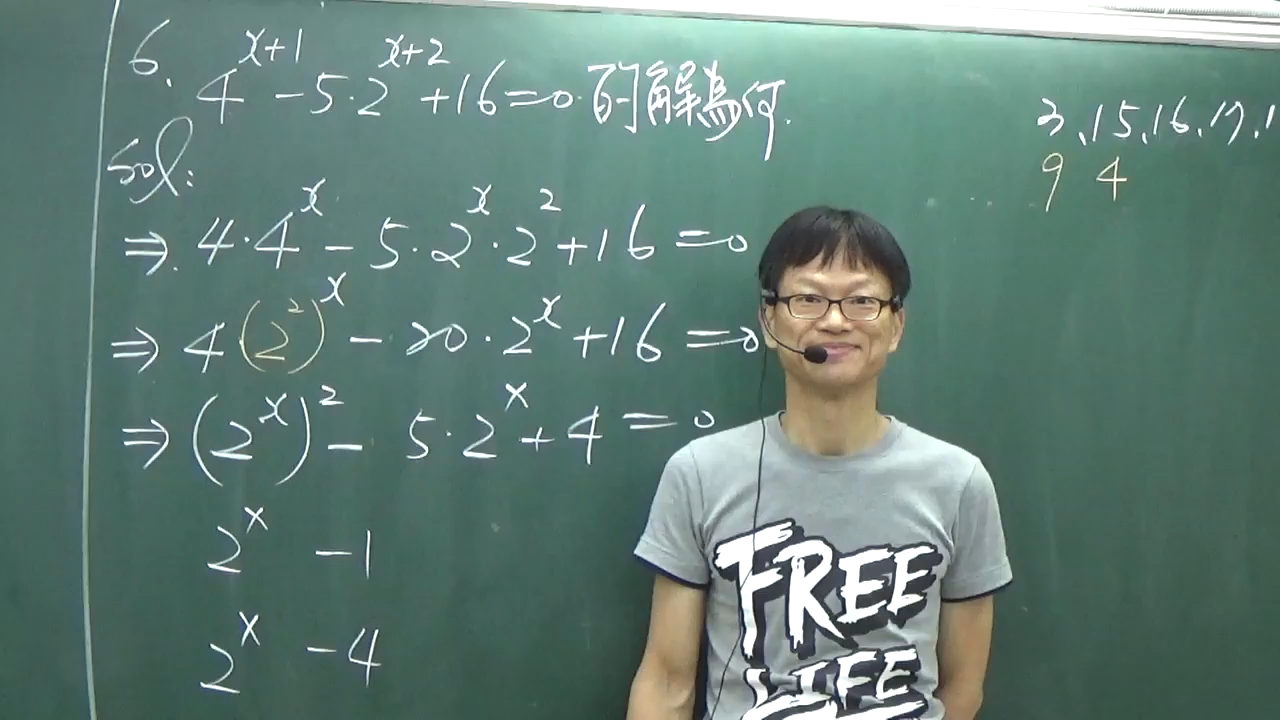 6. 4^{x+1} - 5·2^{x+2} + 16 = 0 的解為何.
Sol:
⇒ 4·4^x - 5·2^x·2^2 + 16 = 0
⇒ 4(2^2)^x - 20·2^x + 16 = 0
⇒ (2^x)^2 - 5·2^x + 4 = 0
2^x -1
2^x -4
3、15、16、17、1
9 4
FREE
LIFE